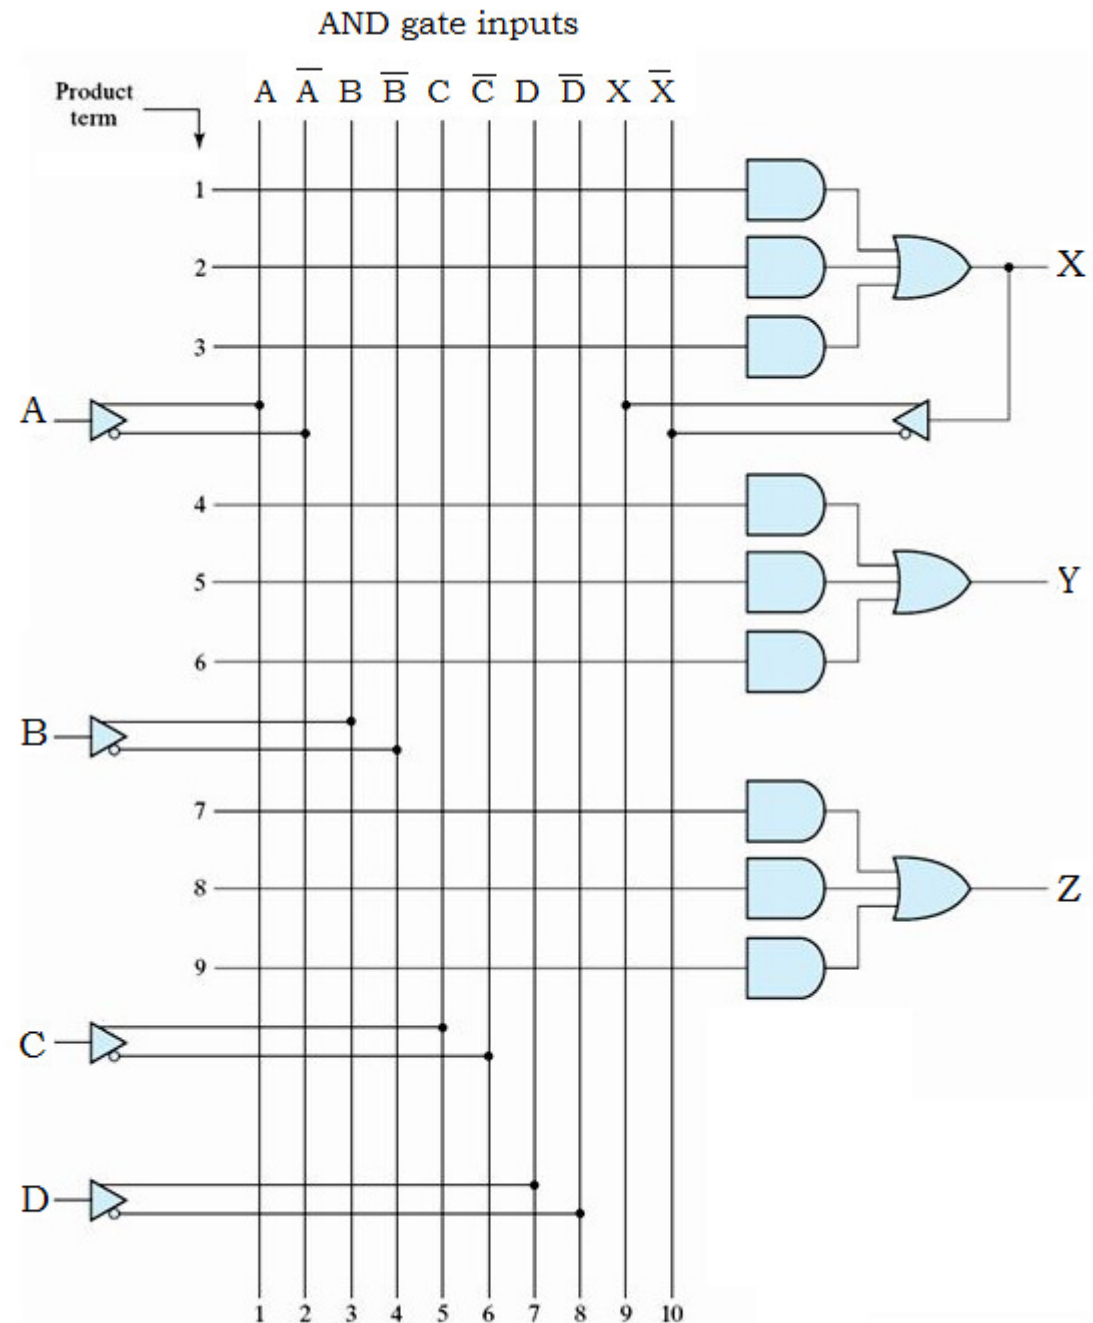 AND gate inputs
A A̅ B B̅ C C̅ D D̅ X X̅
Product
term
1
2
X
3
A
4
5
Y
6
B
7
8
Z
9
C
D
1 2 3 4 5 6 7 8 9 10